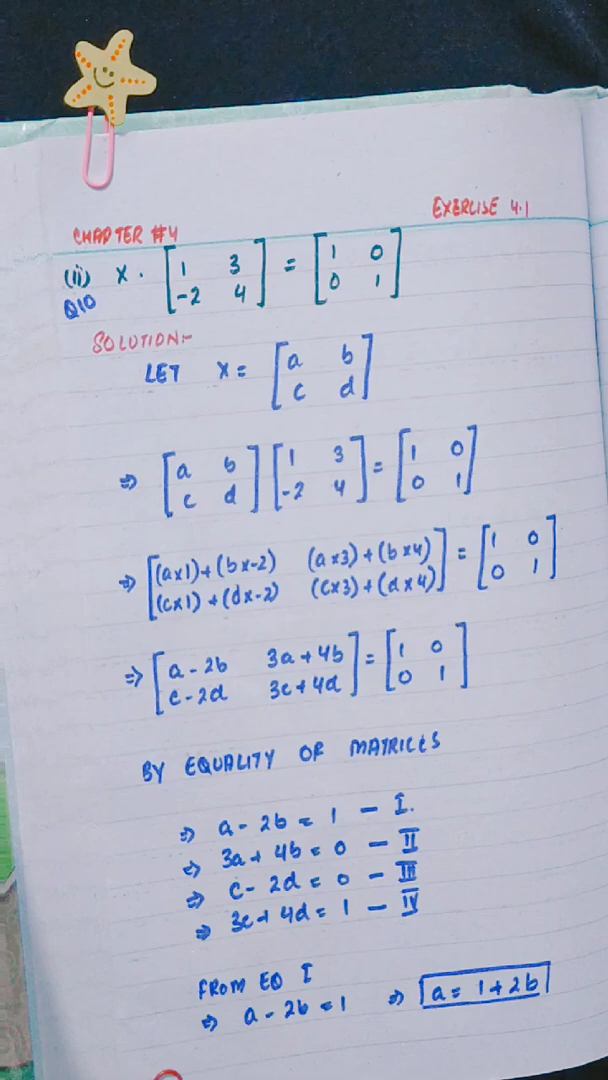 EXERCISE 4.1
CHAPTER #4
(ii) X . [1 3 -2 4] = [1 0 0 1]
Q10
SOLUTION:-
LET X = [a b c d]
⇒ [a b c d] [1 3 -2 4] = [1 0 0 1]
⇒ [(a×1)+(b×-2) (a×3)+(b×4) (c×1)+(d×-2) (c×3)+(d×4)] = [1 0 0 1]
⇒ [a-2b 3a+4b c-2d 3c+4d] = [1 0 0 1]
BY EQUALITY OF MATRICES
⇒ a-2b = 1 – I.
⇒ 3a+4b = 0 – II
⇒ c-2d = 0 – III
⇒ 3c+4d = 1 – IV
FROM EQ I
⇒ a-2b = 1 ⇒ a = 1+2b